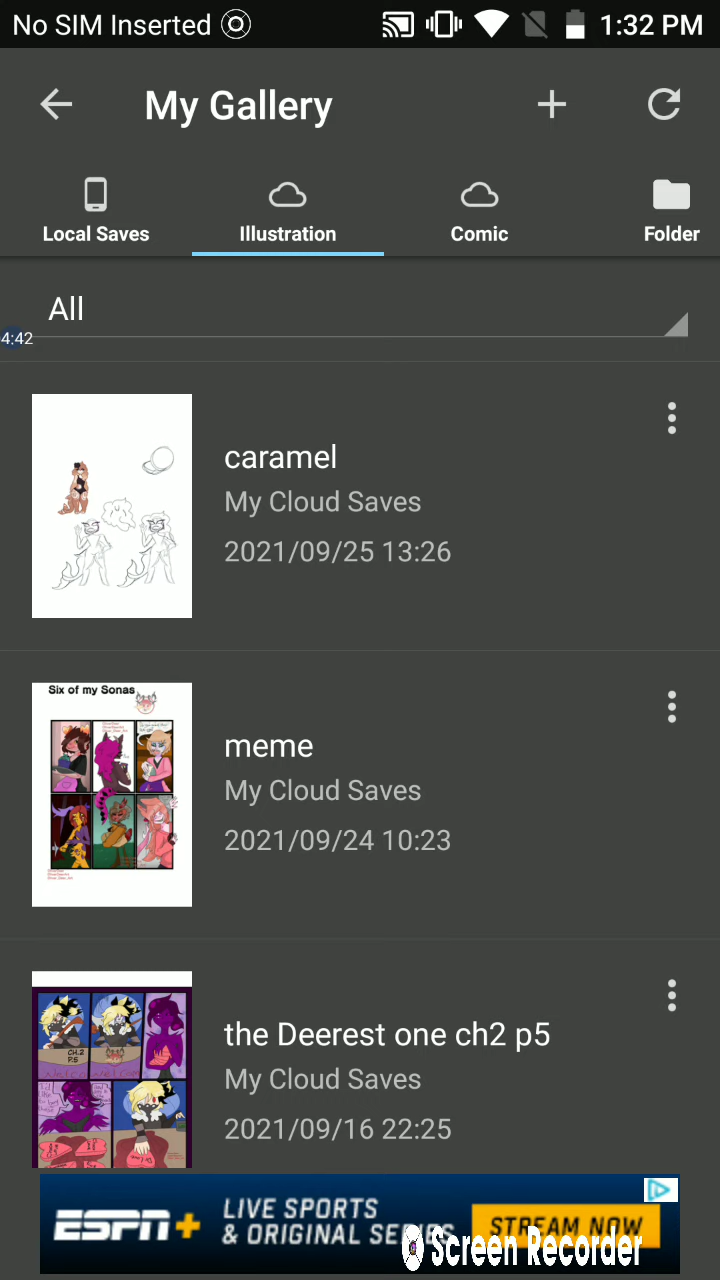 No SIM Inserted
1:32 PM
My Gallery
Local Saves
Illustration
Comic
Folder
All
4:42
caramel
My Cloud Saves
2021/09/25 13:26
Six of my Sonas
meme
My Cloud Saves
2021/09/24 10:23
CH.2
P.5
the Deerest one ch2 p5
My Cloud Saves
2021/09/16 22:25
ESPN+
LIVE SPORTS
& ORIGINAL SERIES
STREAM NOW
Screen Recorder